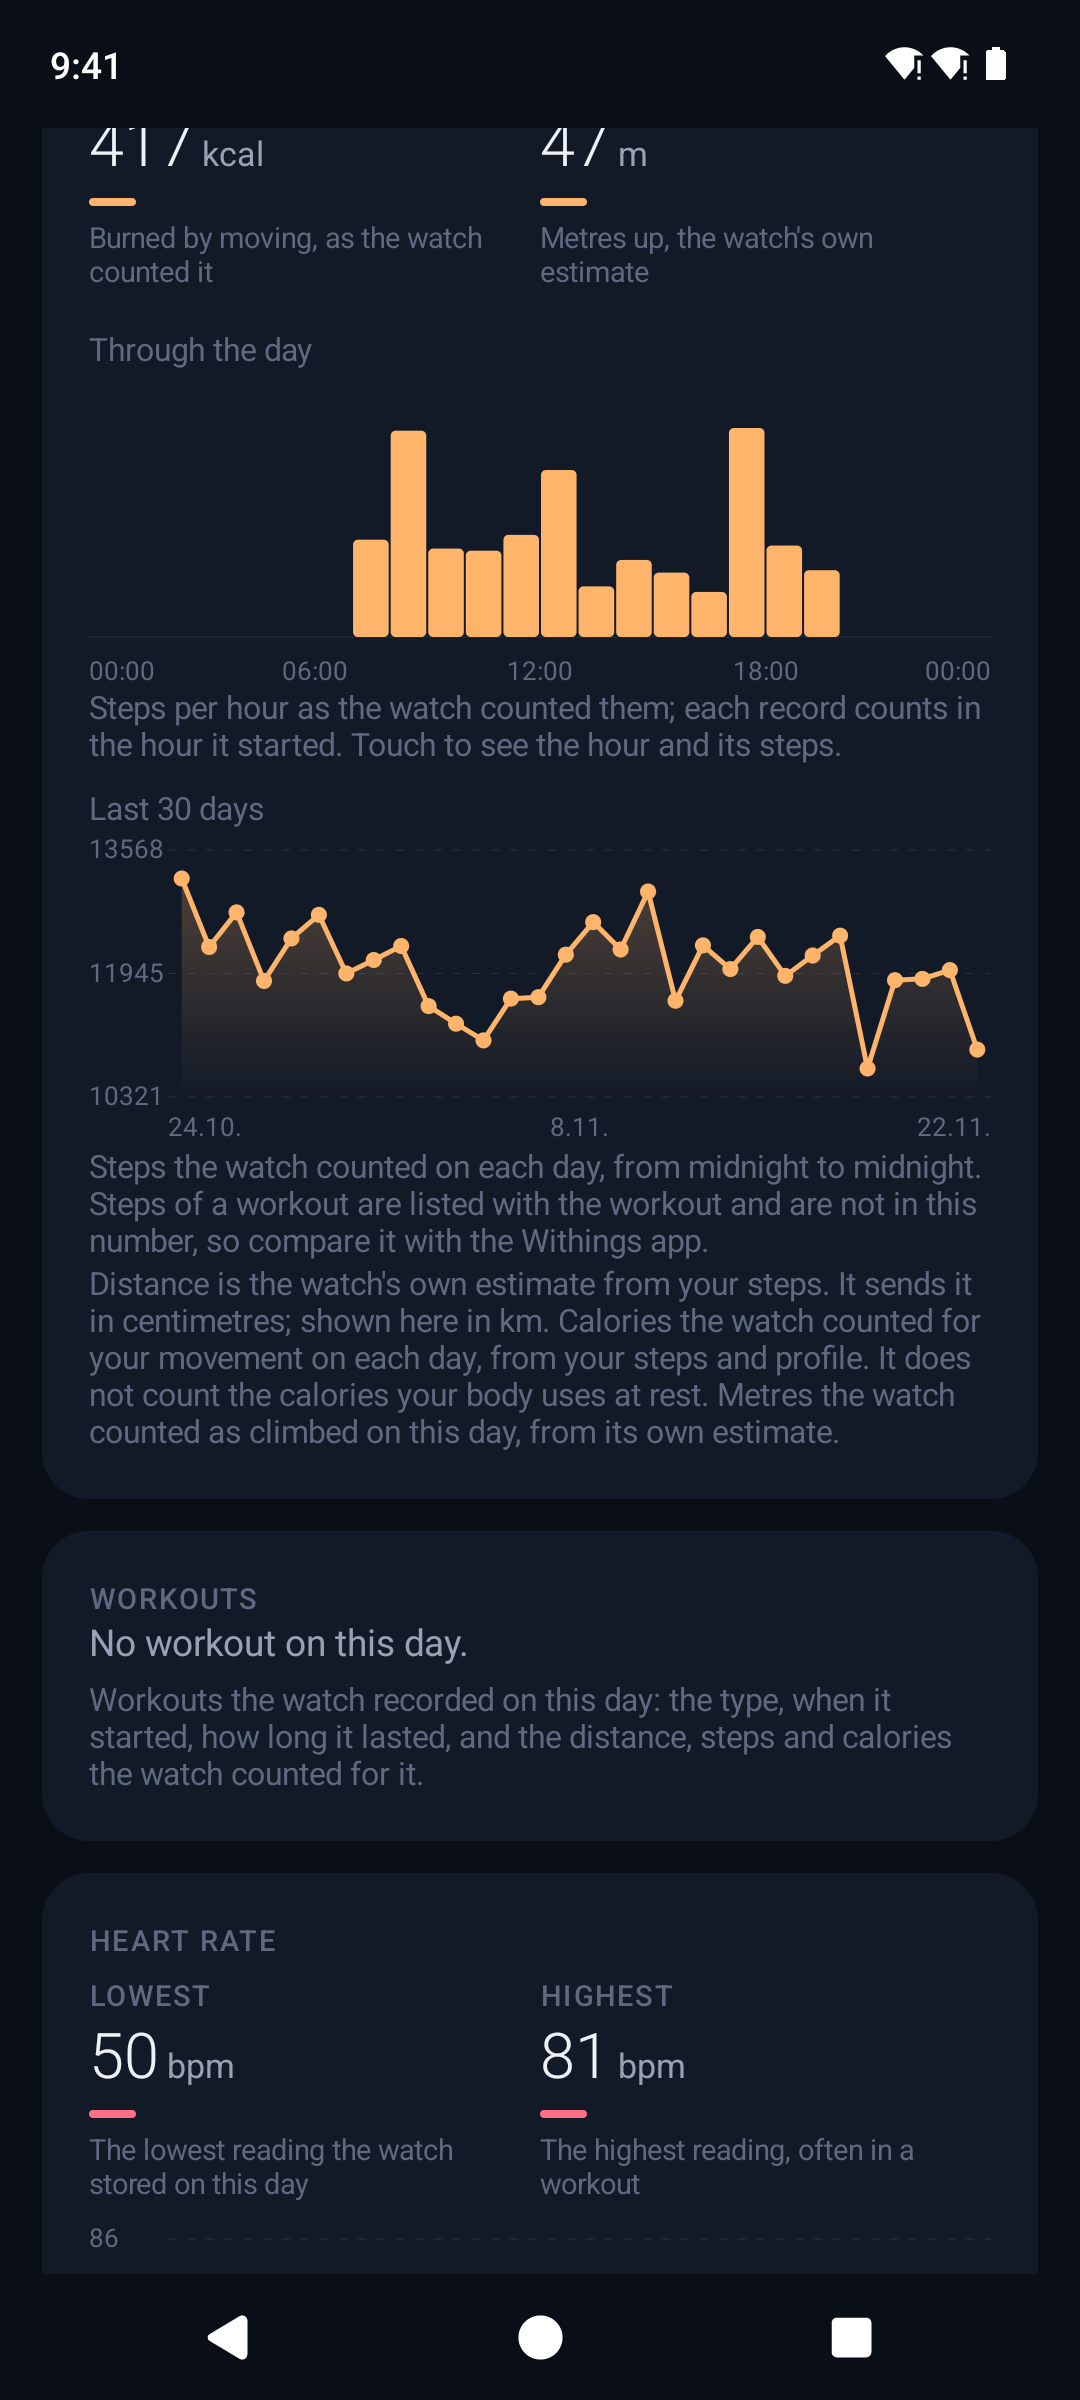 9:41
417 kcal
47 m
Burned by moving, as the watch
counted it
Metres up, the watch's own
estimate
Through the day
00:00 06:00 12:00 18:00 00:00
Steps per hour as the watch counted them; each record counts in
the hour it started. Touch to see the hour and its steps.
Last 30 days
13568
11945
10321
24.10. 8.11. 22.11.
Steps the watch counted on each day, from midnight to midnight.
Steps of a workout are listed with the workout and are not in this
number, so compare it with the Withings app.
Distance is the watch's own estimate from your steps. It sends it
in centimetres; shown here in km. Calories the watch counted for
your movement on each day, from your steps and profile. It does
not count the calories your body uses at rest. Metres the watch
counted as climbed on this day, from its own estimate.
WORKOUTS
No workout on this day.
Workouts the watch recorded on this day: the type, when it
started, how long it lasted, and the distance, steps and calories
the watch counted for it.
HEART RATE
LOWEST
50 bpm
The lowest reading the watch
stored on this day
HIGHEST
81 bpm
The highest reading, often in a
workout
86